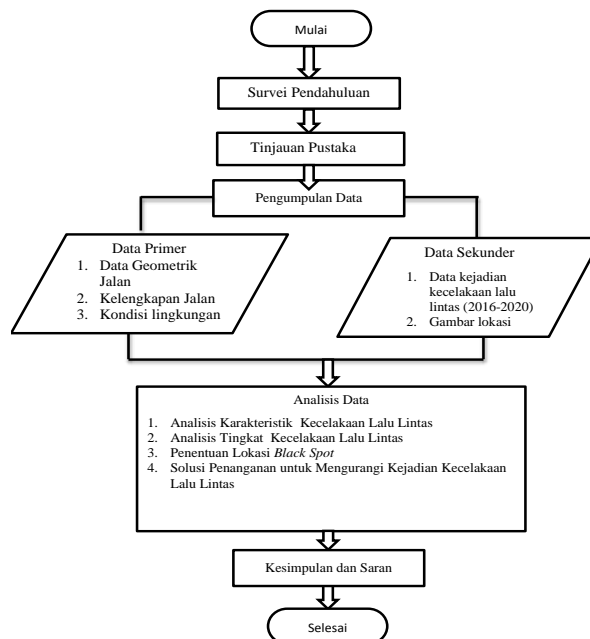 Mulai
Survei Pendahuluan
Tinjauan Pustaka
Pengumpulan Data
Data Primer
1. Data Geometrik
Jalan
2. Kelengkapan Jalan
3. Kondisi lingkungan
Data Sekunder
1. Data kejadian
kecelakaan lalu
lintas (2016-2020)
2. Gambar lokasi
Analisis Data
1. Analisis Karakteristik Kecelakaan Lalu Lintas
2. Analisis Tingkat Kecelakaan Lalu Lintas
3. Penentuan Lokasi Black Spot
4. Solusi Penanganan untuk Mengurangi Kejadian Kecelakaan
Lalu Lintas
Kesimpulan dan Saran
Selesai